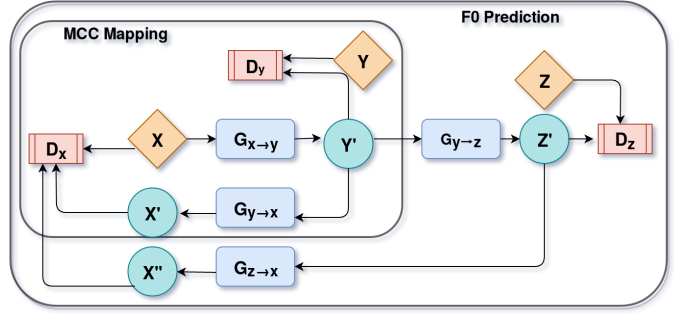 F0 Prediction
MCC Mapping
Y
Dy
Z
X
Gx→y
Y'
Gy→z
Z'
Dz
Dx
X'
Gy→x
X"
Gz→x